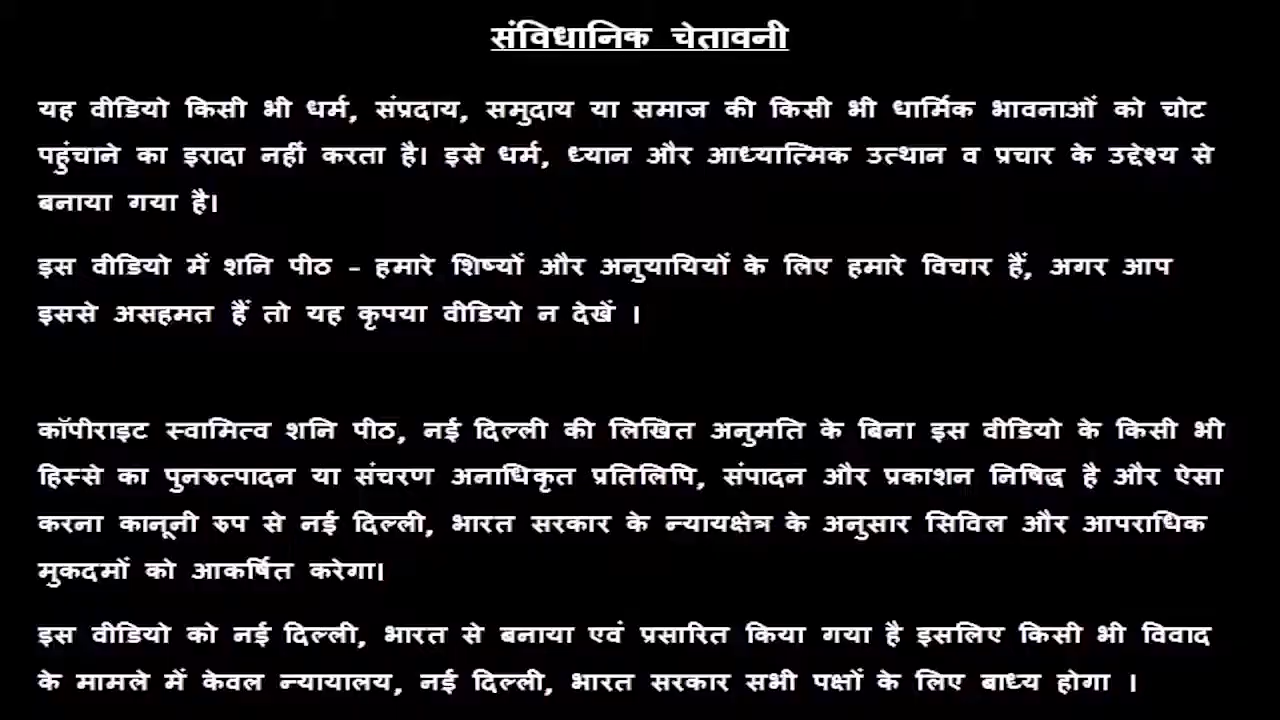 संविधानिक चेतावनी
यह वीडियो किसी भी धर्म, संप्रदाय, समुदाय या समाज की किसी भी धार्मिक भावनाओं को चोट
पहुंचाने का इरादा नहीं करता है। इसे धर्म, ध्यान और आध्यात्मिक उत्थान व प्रचार के उद्देश्य से
बनाया गया है।
इस वीडियो में शनि पीठ - हमारे शिष्यों और अनुयायियों के लिए हमारे विचार हैं, अगर आप
इससे असहमत हैं तो यह कृपया वीडियो न देखें ।
कॉपीराइट स्वामित्व शनि पीठ, नई दिल्ली की लिखित अनुमति के बिना इस वीडियो के किसी भी
हिस्से का पुनरुत्पादन या संचरण अनाधिकृत प्रतिलिपि, संपादन और प्रकाशन निषिद्ध है और ऐसा
करना कानूनी रुप से नई दिल्ली, भारत सरकार के न्यायक्षेत्र के अनुसार सिविल और आपराधिक
मुकदमों को आकर्षित करेगा।
इस वीडियो को नई दिल्ली, भारत से बनाया एवं प्रसारित किया गया है इसलिए किसी भी विवाद
के मामले में केवल न्यायालय, नई दिल्ली, भारत सरकार सभी पक्षों के लिए बाध्य होगा ।